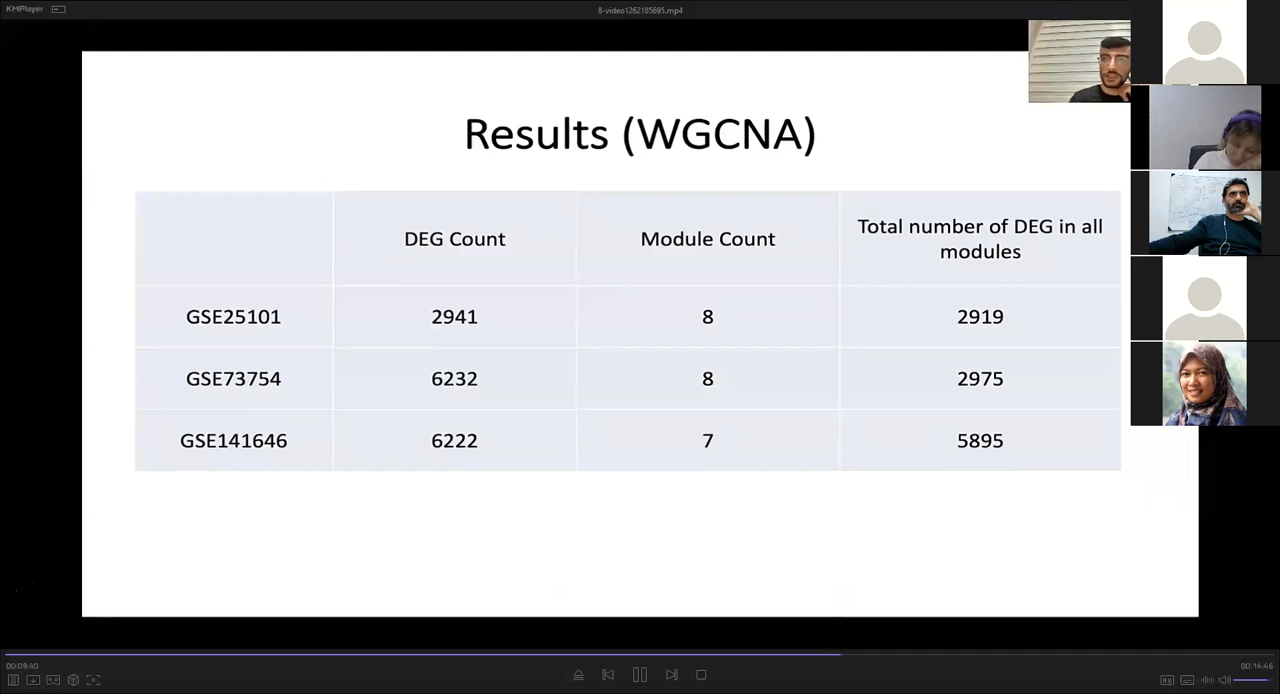 KMPlayer
8-video1262185695.mp4
Results (WGCNA)
DEG Count
Module Count
Total number of DEG in all
modules
GSE25101
2941
8
2919
GSE73754
6232
8
2975
GSE141646
6222
7
5895
00:09:40
00:14:46